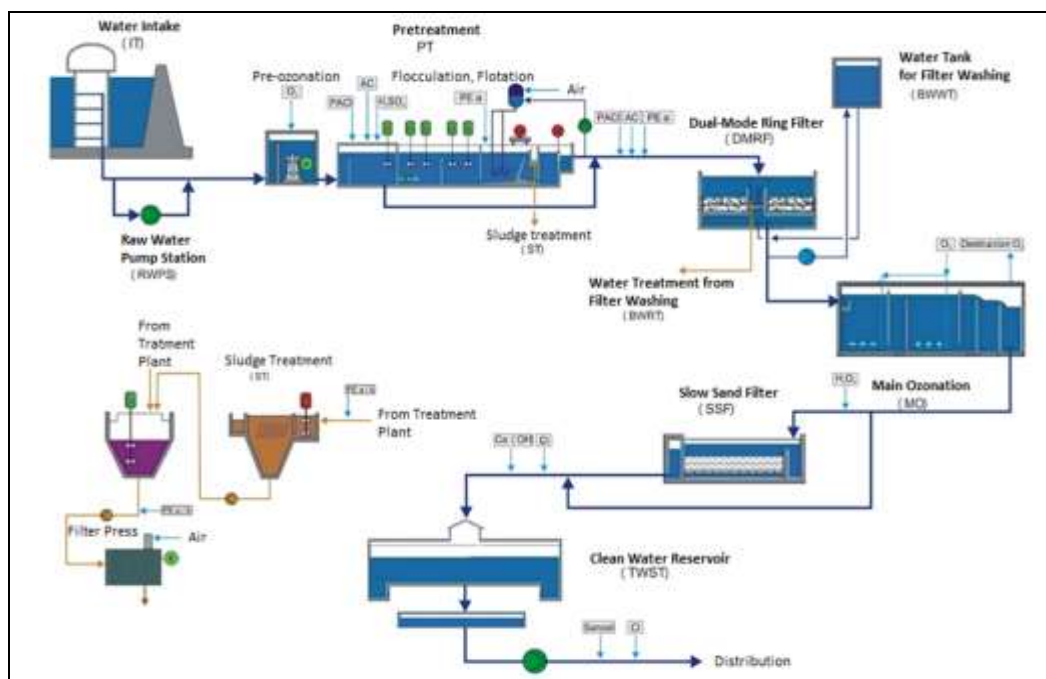 Water Intake
(IT)
Pretreatment
PT
Pre-ozonation
O₃
AC
PACl
H₂SO₄
Flocculation, Flotation
PE a
Air
PACl AC PE a
Water Tank
for Filter Washing
(BWWT)
Dual-Mode Ring Filter
(DMRF)
Raw Water
Pump Station
(RWPS)
Sludge treatment
(ST)
Water Treatment from
Filter Washing
(BWRT)
O₃
Destruction O₃
From
Tratment
Plant
Sludge Treatment
(ST)
From Treatment
Plant
H₂O₂
Main Ozonation
(MO)
Slow Sand Filter
(SSF)
Cl
Filter Press
Air
Clean Water Reservoir
(TWST)
Cl
Distribution